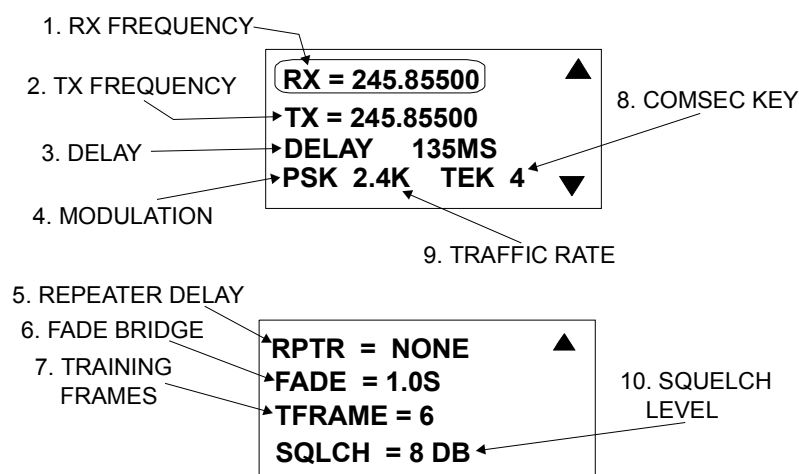 1. RX FREQUENCY
2. TX FREQUENCY
3. DELAY
4. MODULATION
RX = 245.85500
TX = 245.85500
DELAY 135MS
PSK 2.4K TEK 4
8. COMSEC KEY
9. TRAFFIC RATE
5. REPEATER DELAY
6. FADE BRIDGE
7. TRAINING
FRAMES
RPTR = NONE
FADE = 1.0S
TFRAME = 6
SQLCH = 8 DB
10. SQUELCH
LEVEL